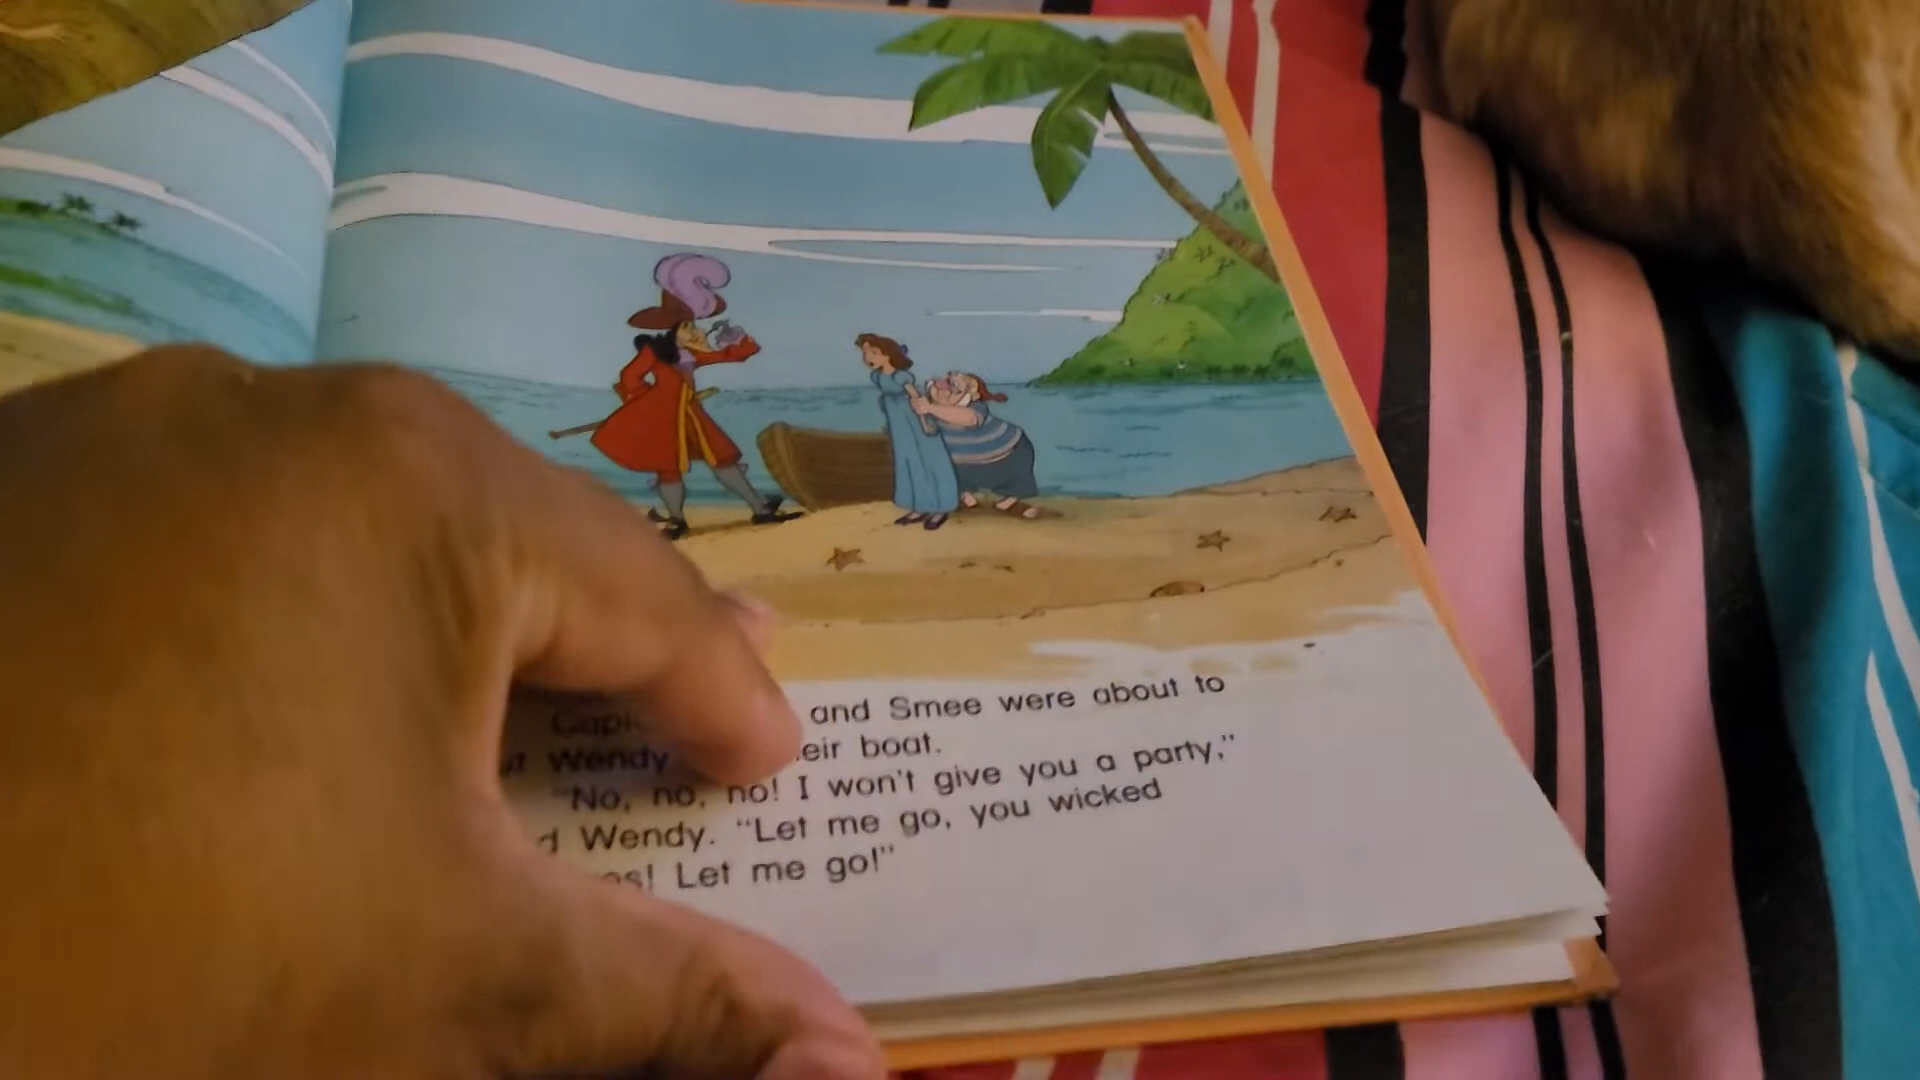 and Smee were about to
Wendy eir boat.
"No, no, no! I won't give you a party,"
d Wendy. "Let me go, you wicked
es! Let me go!"